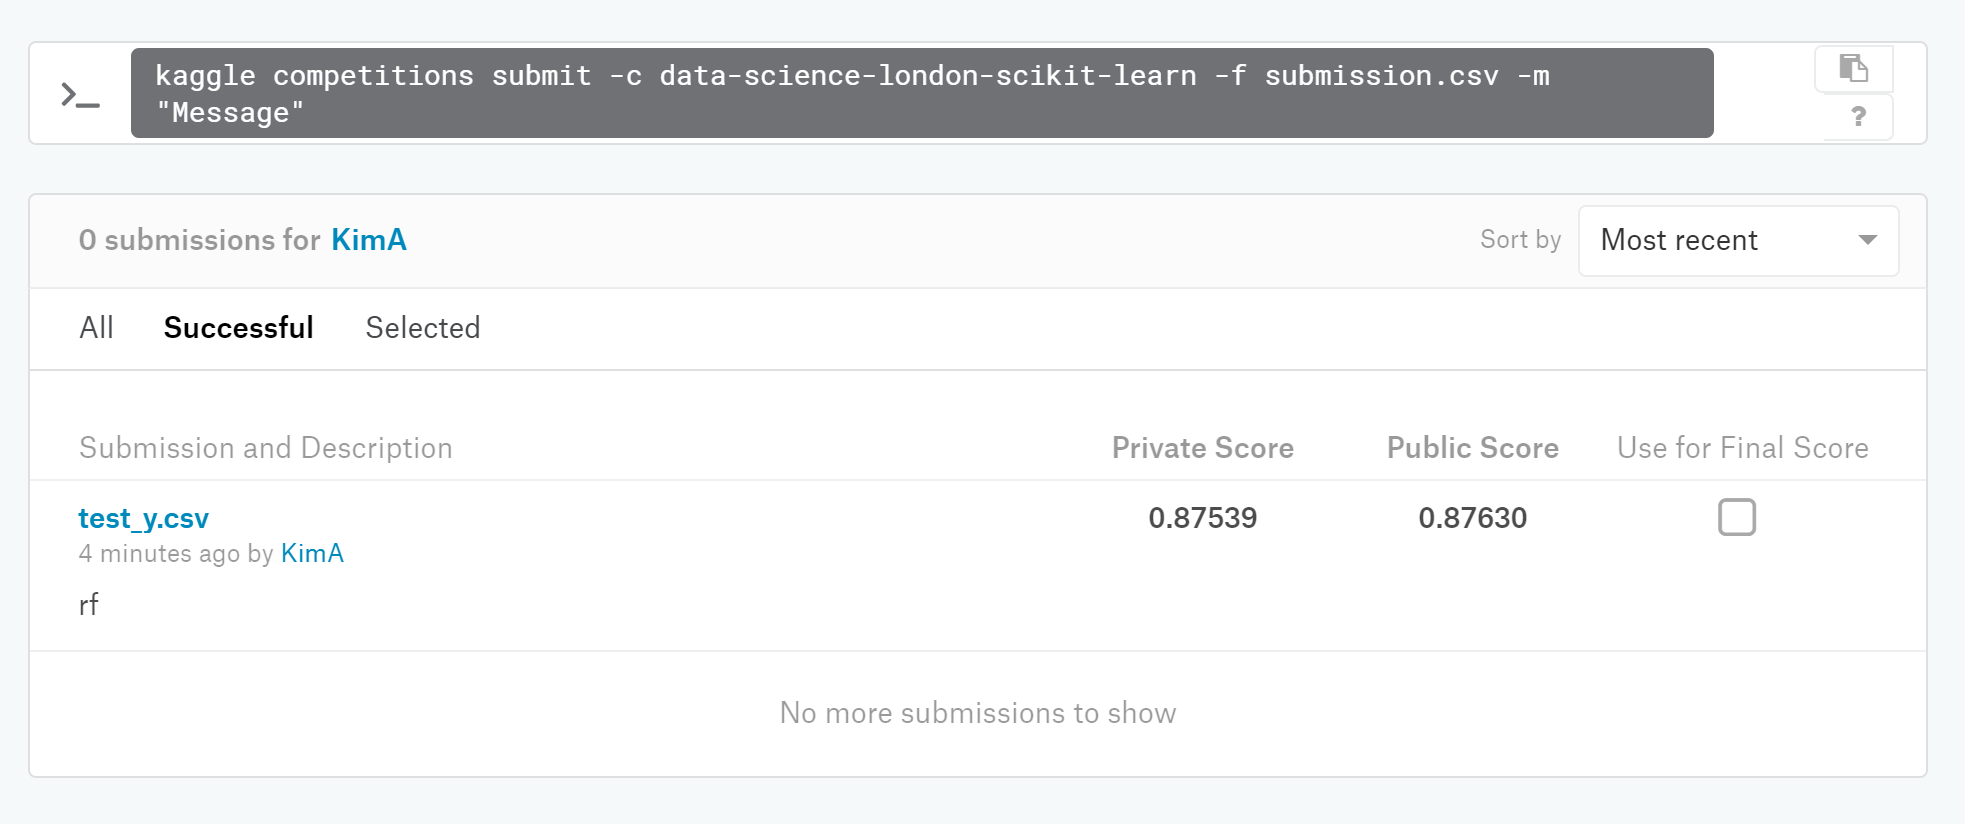 kaggle competitions submit -c data-science-london-scikit-learn -f submission.csv -m
"Message"
?
0 submissions for KimA
Sort by Most recent
All Successful Selected
Submission and Description Private Score Public Score Use for Final Score
test_y.csv 0.87539 0.87630
4 minutes ago by KimA
rf
No more submissions to show